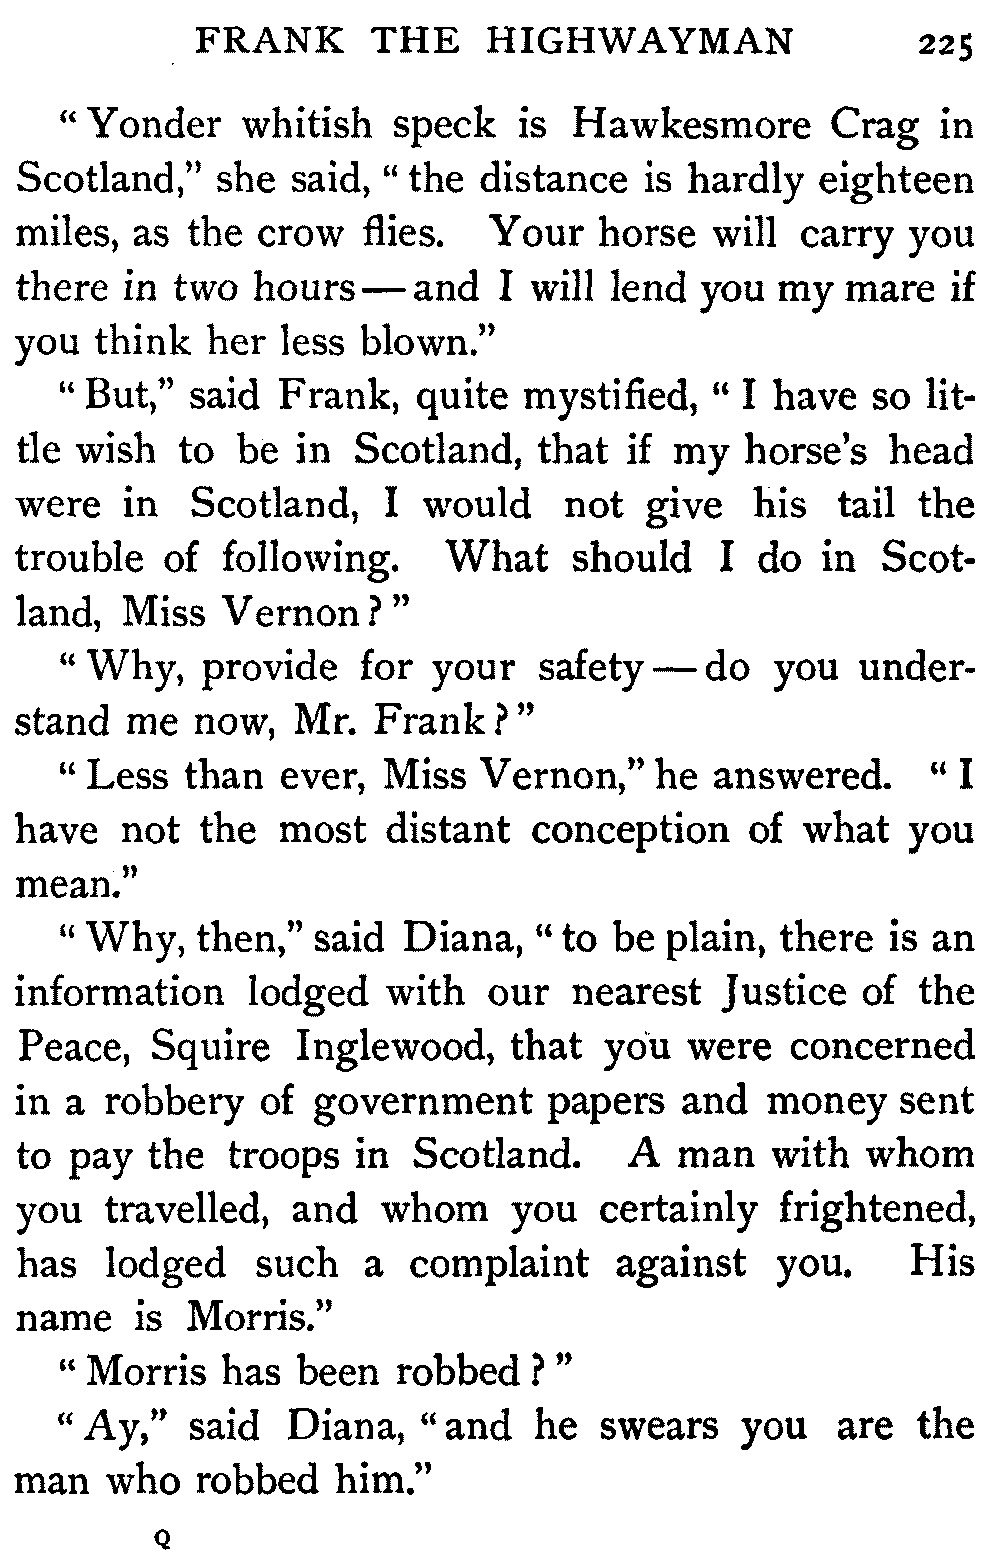 FRANK THE HIGHWAYMAN 225
“Yonder whitish speck is Hawkesmore Crag in
Scotland,” she said, “the distance is hardly eighteen
miles, as the crow flies. Your horse will carry you
there in two hours—and I will lend you my mare if
you think her less blown.”
“But,” said Frank, quite mystified, “I have so lit-
tle wish to be in Scotland, that if my horse's head
were in Scotland, I would not give his tail the
trouble of following. What should I do in Scot-
land, Miss Vernon?”
“Why, provide for your safety—do you under-
stand me now, Mr. Frank?”
“Less than ever, Miss Vernon,” he answered. “I
have not the most distant conception of what you
mean.”
“Why, then,” said Diana, “to be plain, there is an
information lodged with our nearest Justice of the
Peace, Squire Inglewood, that you were concerned
in a robbery of government papers and money sent
to pay the troops in Scotland. A man with whom
you travelled, and whom you certainly frightened,
has lodged such a complaint against you. His
name is Morris.”
“Morris has been robbed?”
“Ay,” said Diana, “and he swears you are the
man who robbed him.”
Q